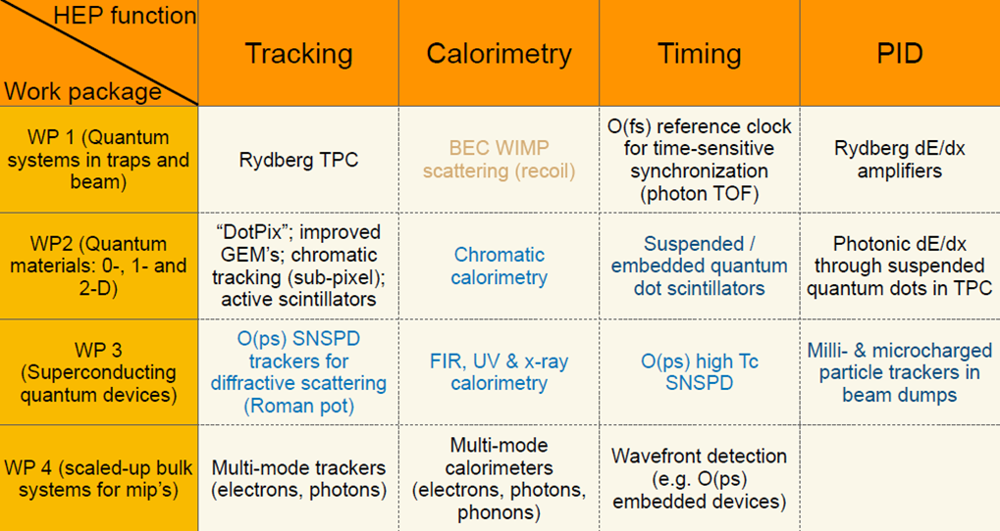 HEP function
Work package
Tracking
Calorimetry
Timing
PID
WP 1 (Quantum
systems in traps and
beam)
Rydberg TPC
BEC WIMP
scattering (recoil)
O(fs) reference clock
for time-sensitive
synchronization
(photon TOF)
Rydberg dE/dx
amplifiers
WP2 (Quantum
materials: 0-, 1- and
2-D)
“DotPix”; improved
GEM’s; chromatic
tracking (sub-pixel);
active scintillators
Chromatic
calorimetry
Suspended /
embedded quantum
dot scintillators
Photonic dE/dx
through suspended
quantum dots in TPC
WP 3
(Superconducting
quantum devices)
O(ps) SNSPD
trackers for
diffractive scattering
(Roman pot)
FIR, UV & x-ray
calorimetry
O(ps) high Tc
SNSPD
Milli- & microcharged
particle trackers in
beam dumps
WP 4 (scaled-up bulk
systems for mip’s)
Multi-mode trackers
(electrons, photons)
Multi-mode
calorimeters
(electrons, photons,
phonons)
Wavefront detection
(e.g. O(ps)
embedded devices)